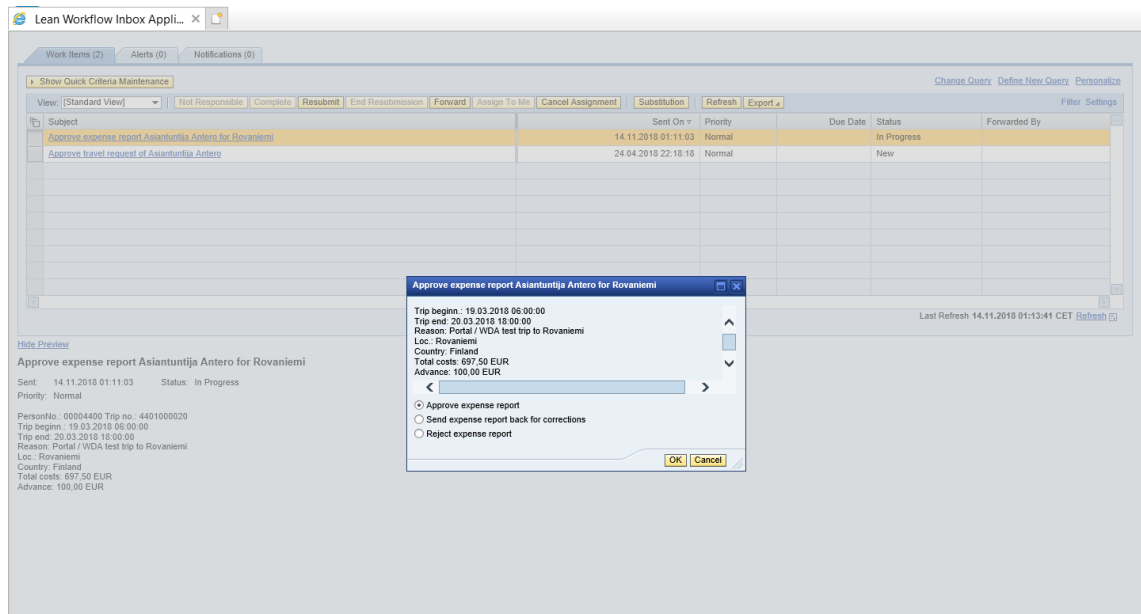 Lean Workflow Inbox Appli...
Work Items (2) Alerts (0) Notifications (0)
Show Quick Criteria Maintenance Change Query Define New Query Personalize
View: [Standard View] Not Responsible Complete Resubmit End Resubmission Forward Assign To Me Cancel Assignment Substitution Refresh Export Filter Settings
Subject Sent On Priority Due Date Status Forwarded By
Approve expense report Asiantuntija Antero for Rovaniemi 14.11.2018 01:11:03 Normal In Progress
Approve travel request of Asiantuntija Antero 24.04.2018 22:18:18 Normal New
Approve expense report Asiantuntija Antero for Rovaniemi
Trip beginn.: 19.03.2018 06:00:00
Trip end: 20.03.2018 18:00:00
Reason: Portal / WDA test trip to Rovaniemi
Loc.: Rovaniemi
Country: Finland
Total costs: 697,50 EUR
Advance: 100,00 EUR
Approve expense report
Send expense report back for corrections
Reject expense report
OK Cancel
Last Refresh 14.11.2018 01:13:41 CET Refresh
Hide Preview
Approve expense report Asiantuntija Antero for Rovaniemi
Sent: 14.11.2018 01:11:03 Status: In Progress
Priority: Normal
PersonNo.: 00004400 Trip no.: 4401000020
Trip beginn.: 19.03.2018 06:00:00
Trip end: 20.03.2018 18:00:00
Reason: Portal / WDA test trip to Rovaniemi
Loc.: Rovaniemi
Country: Finland
Total costs: 697,50 EUR
Advance: 100,00 EUR